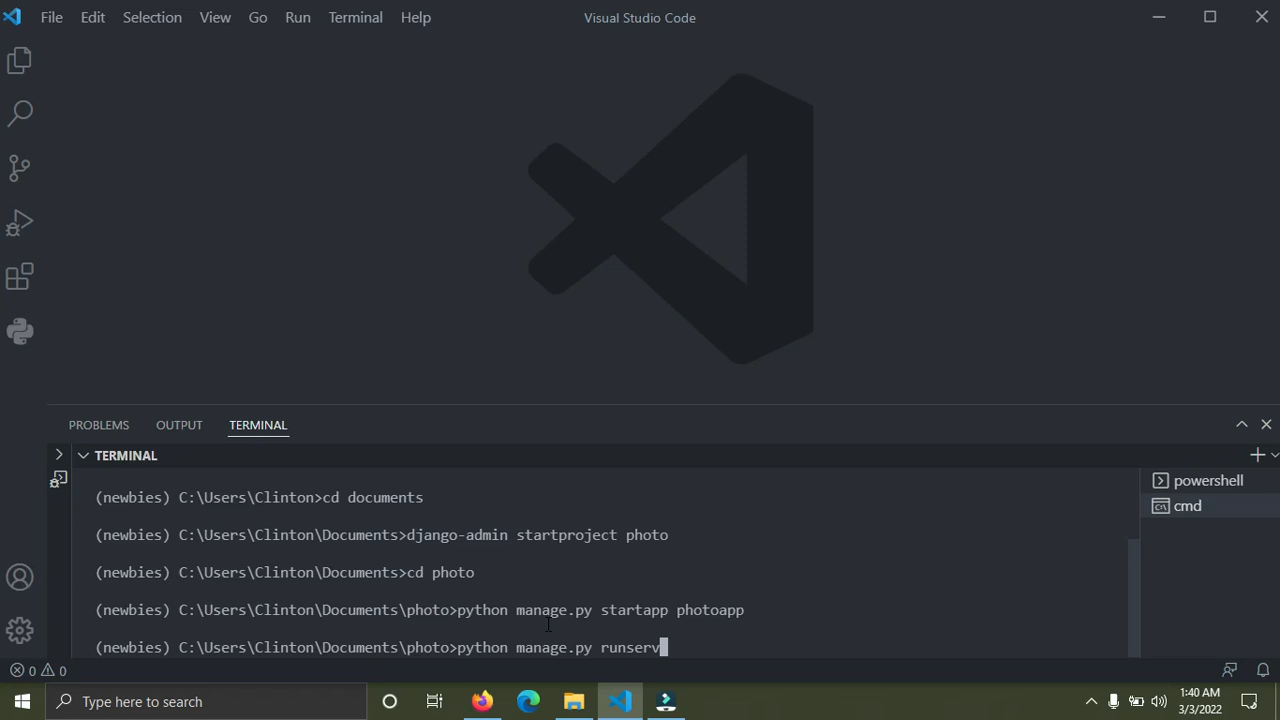 File Edit Selection View Go Run Terminal Help Visual Studio Code
PROBLEMS OUTPUT TERMINAL
TERMINAL
powershell
(newbies) C:\Users\Clinton>cd documents
cmd
(newbies) C:\Users\Clinton\Documents>django-admin startproject photo
(newbies) C:\Users\Clinton\Documents>cd photo
(newbies) C:\Users\Clinton\Documents\photo>python manage.py startapp photoapp
(newbies) C:\Users\Clinton\Documents\photo>python manage.py runserv
0 0
Type here to search
1:40 AM
3/3/2022